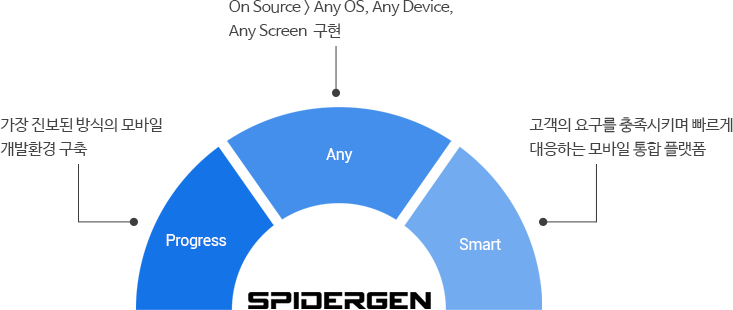 On Source > Any OS, Any Device,
Any Screen 구현
가장 진보된 방식의 모바일
개발환경 구축
고객의 요구를 충족시키며 빠르게
대응하는 모바일 통합 플랫폼
Any
Progress
Smart
SPIDERGEN